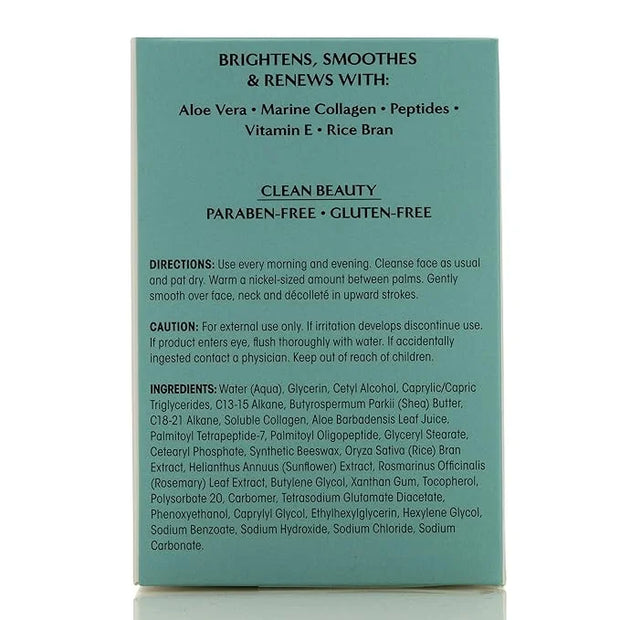 BRIGHTENS, SMOOTHES
& RENEWS WITH:
Aloe Vera • Marine Collagen • Peptides •
Vitamin E • Rice Bran
CLEAN BEAUTY
PARABEN-FREE • GLUTEN-FREE
DIRECTIONS: Use every morning and evening. Cleanse face as usual
and pat dry. Warm a nickel-sized amount between palms. Gently
smooth over face, neck and décolleté in upward strokes.
CAUTION: For external use only. If irritation develops discontinue use.
If product enters eye, flush thoroughly with water. If accidentally
ingested contact a physician. Keep out of reach of children.
INGREDIENTS: Water (Aqua), Glycerin, Cetyl Alcohol, Caprylic/Capric
Triglycerides, C13-15 Alkane, Butyrospermum Parkii (Shea) Butter,
C18-21 Alkane, Soluble Collagen, Aloe Barbadensis Leaf Juice,
Palmitoyl Tetrapeptide-7, Palmitoyl Oligopeptide, Glyceryl Stearate,
Cetearyl Phosphate, Synthetic Beeswax, Oryza Sativa (Rice) Bran
Extract, Helianthus Annuus (Sunflower) Extract, Rosmarinus Officinalis
(Rosemary) Leaf Extract, Butylene Glycol, Xanthan Gum, Tocopherol,
Polysorbate 20, Carbomer, Tetrasodium Glutamate Diacetate,
Phenoxyethanol, Caprylyl Glycol, Ethylhexylglycerin, Hexylene Glycol,
Sodium Benzoate, Sodium Hydroxide, Sodium Chloride, Sodium
Carbonate.